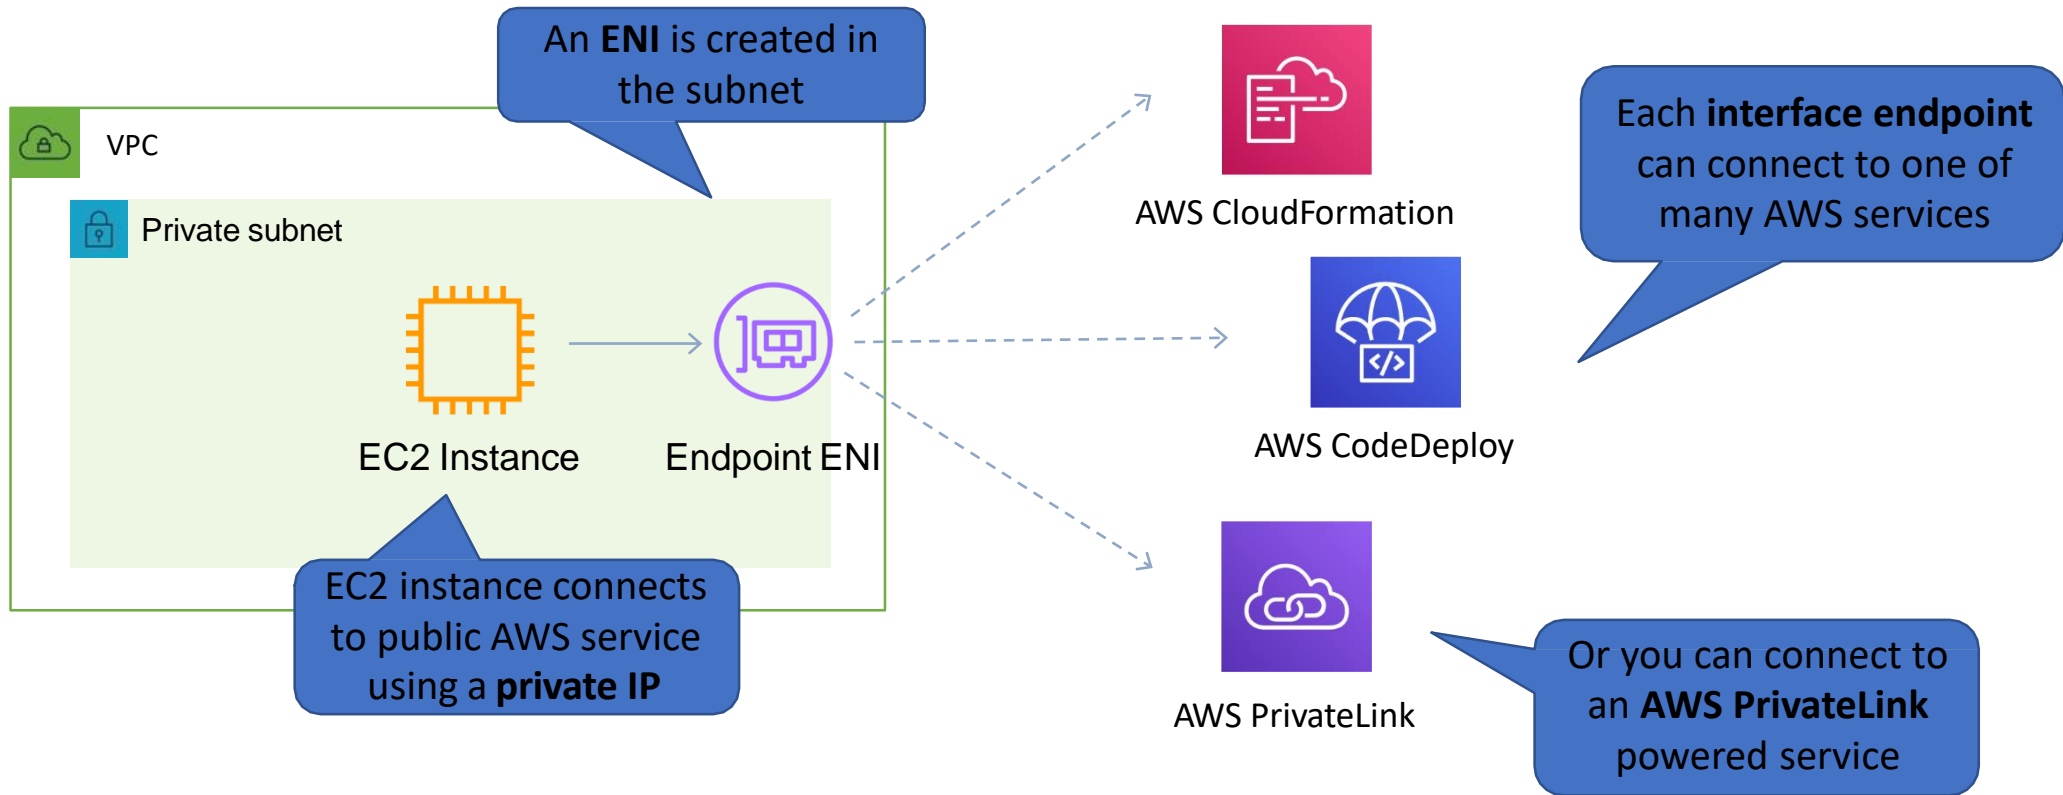 An ENI is created in
the subnet
VPC
Private subnet
EC2 Instance
Endpoint ENI
EC2 instance connects
to public AWS service
using a private IP
AWS CloudFormation
</>
AWS CodeDeploy
AWS PrivateLink
Each interface endpoint
can connect to one of
many AWS services
Or you can connect to
an AWS PrivateLink
powered service